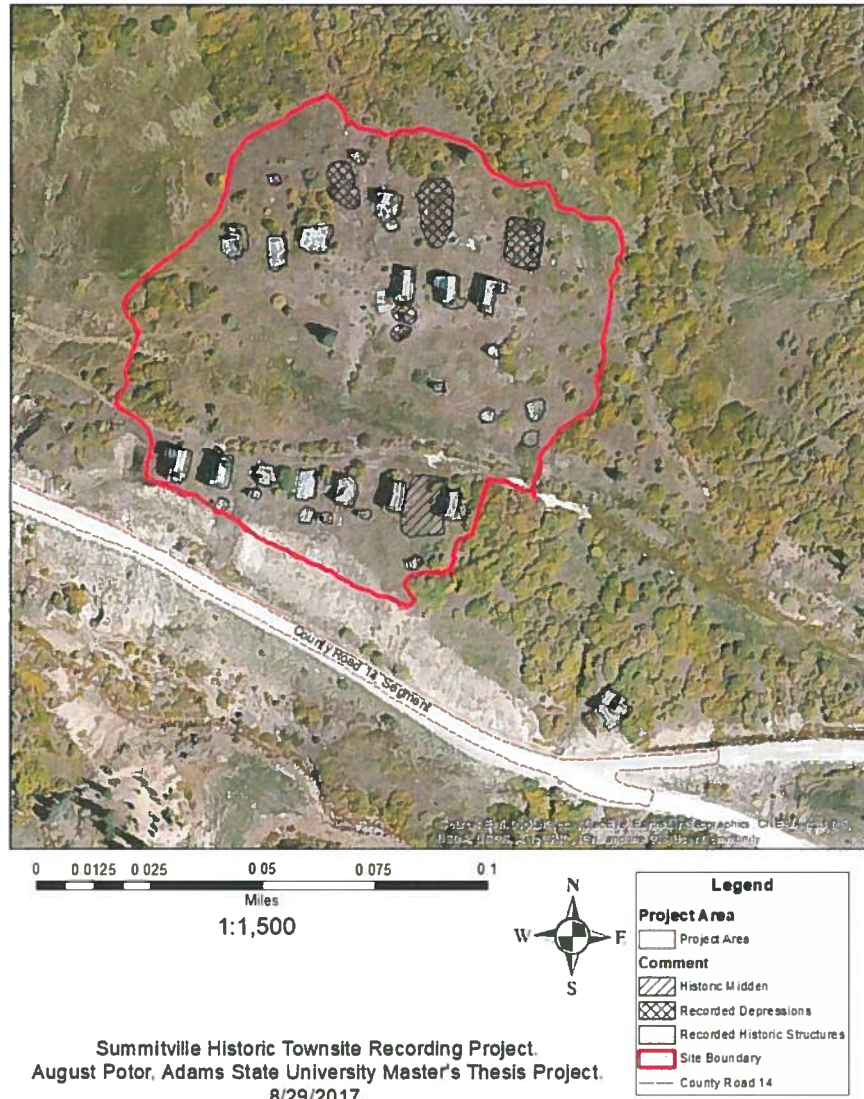 County Road 14 Segment
0 0.0125 0.025 0.05 0.075 0.1
Miles
1:1,500
N
W E
S
Legend
Project Area
Project Area
Comment
Historic Midden
Recorded Depressions
Recorded Historic Structures
Site Boundary
County Road 14
Summitville Historic Townsite Recording Project.
August Potor, Adams State University Master's Thesis Project.
8/29/2017